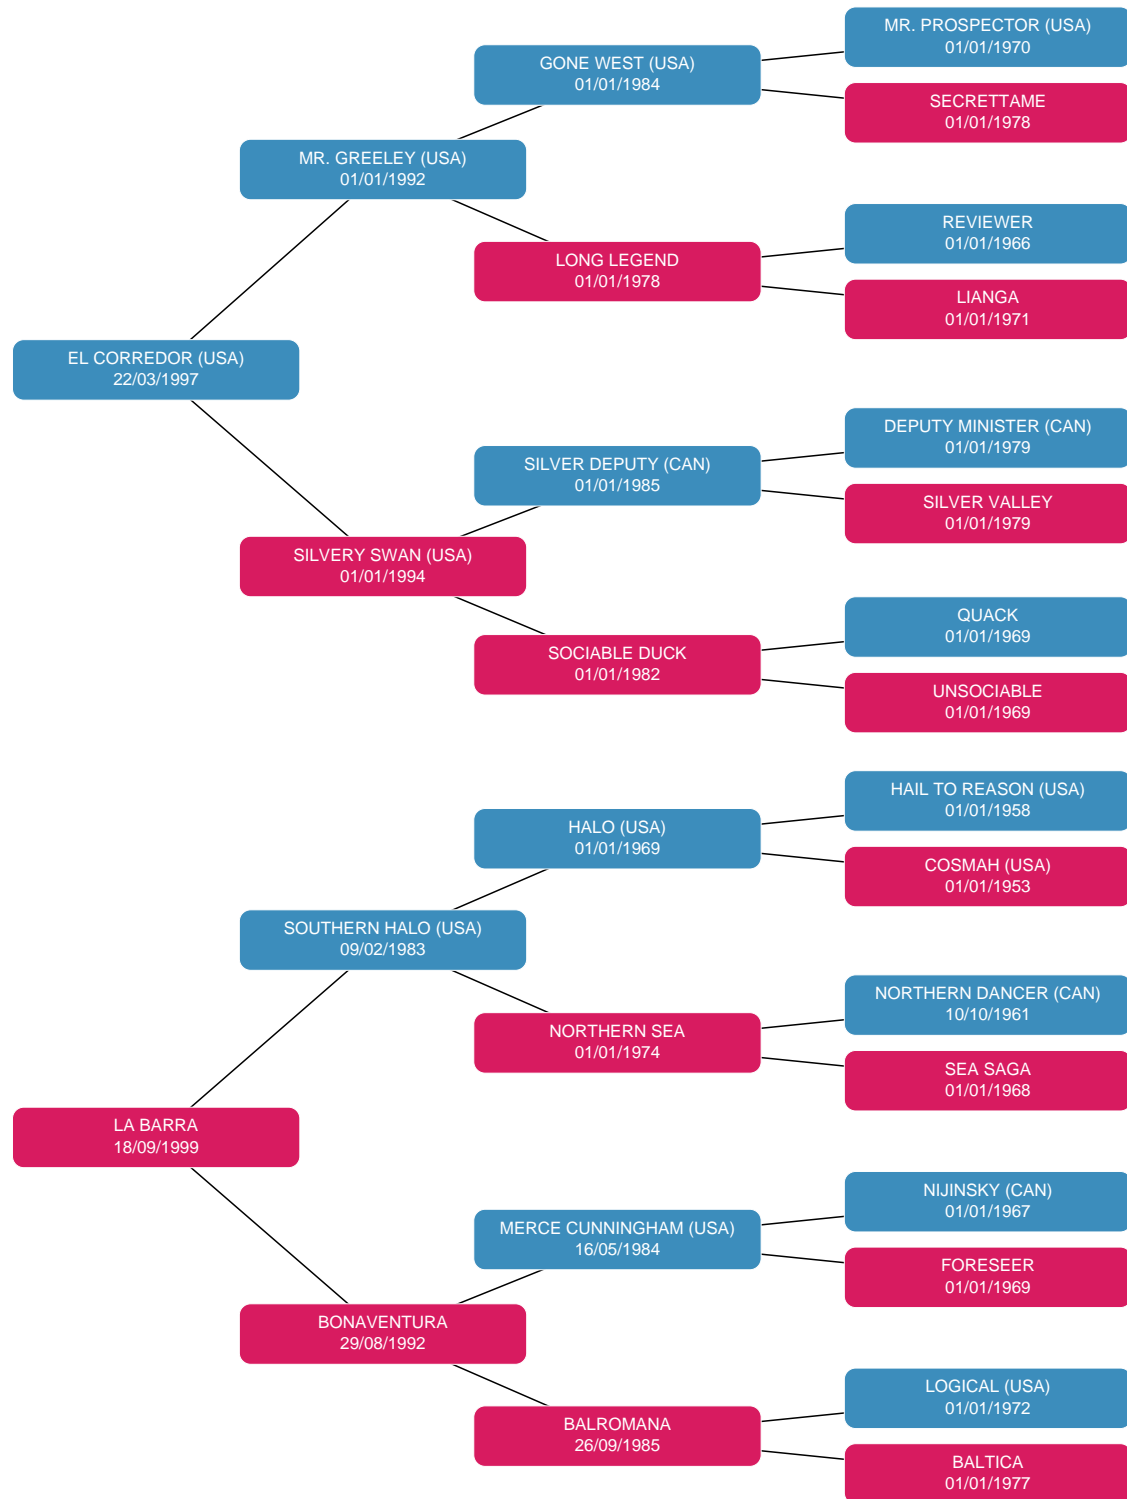 MR. PROSPECTOR (USA)
01/01/1970
GONE WEST (USA)
01/01/1984
SECRETTAME
01/01/1978
MR. GREELEY (USA)
01/01/1992
REVIEWER
01/01/1966
LONG LEGEND
01/01/1978
LIANGA
01/01/1971
EL CORREDOR (USA)
22/03/1997
DEPUTY MINISTER (CAN)
01/01/1979
SILVER DEPUTY (CAN)
01/01/1985
SILVER VALLEY
01/01/1979
SILVERY SWAN (USA)
01/01/1994
QUACK
01/01/1969
SOCIABLE DUCK
01/01/1982
UNSOCIABLE
01/01/1969
HAIL TO REASON (USA)
01/01/1958
HALO (USA)
01/01/1969
COSMAH (USA)
01/01/1953
SOUTHERN HALO (USA)
09/02/1983
NORTHERN DANCER (CAN)
10/10/1961
NORTHERN SEA
01/01/1974
SEA SAGA
01/01/1968
LA BARRA
18/09/1999
NIJINSKY (CAN)
01/01/1967
MERCE CUNNINGHAM (USA)
16/05/1984
FORESEER
01/01/1969
BONAVENTURA
29/08/1992
LOGICAL (USA)
01/01/1972
BALROMANA
26/09/1985
BALTICA
01/01/1977